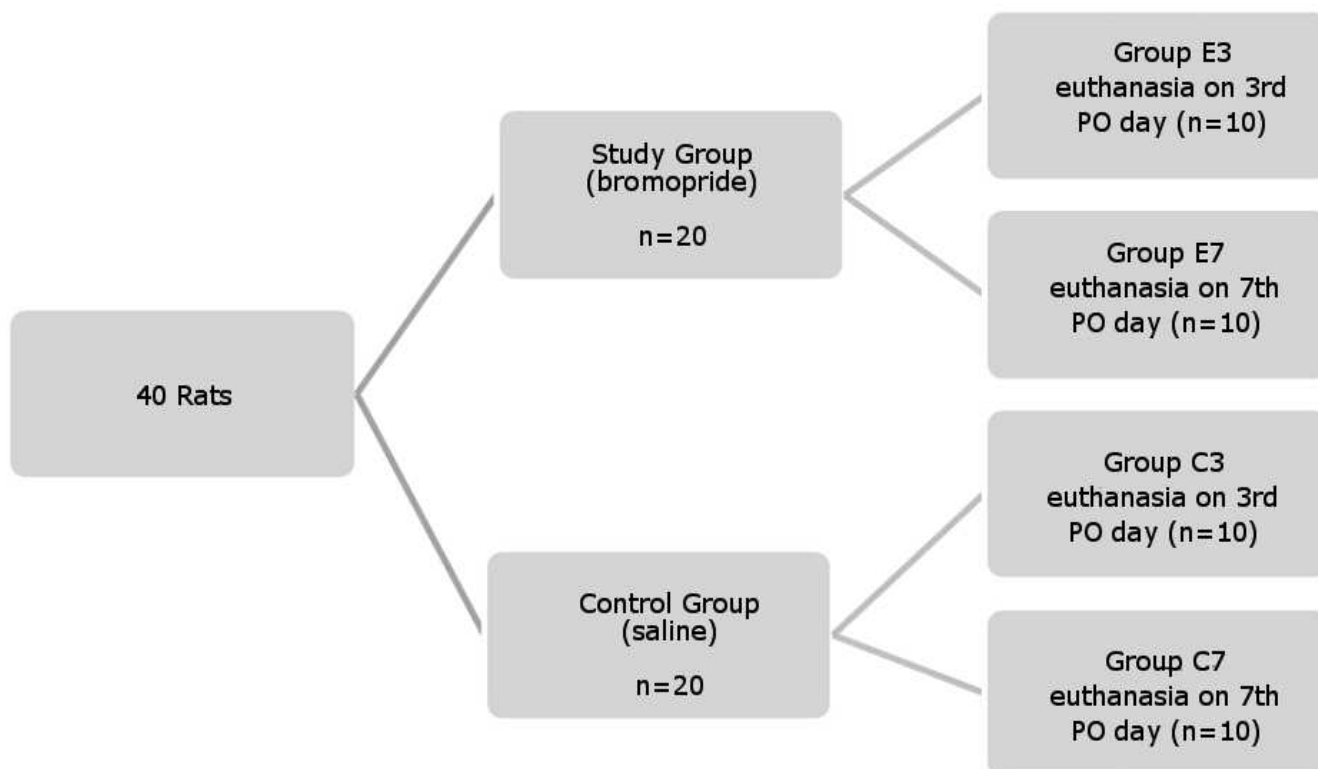 40 Rats
Study Group
(bromopride)
n=20
Control Group
(saline)
n=20
Group E3
euthanasia on 3rd
PO day (n=10)
Group E7
euthanasia on 7th
PO day (n=10)
Group C3
euthanasia on 3rd
PO day (n=10)
Group C7
euthanasia on 7th
PO day (n=10)